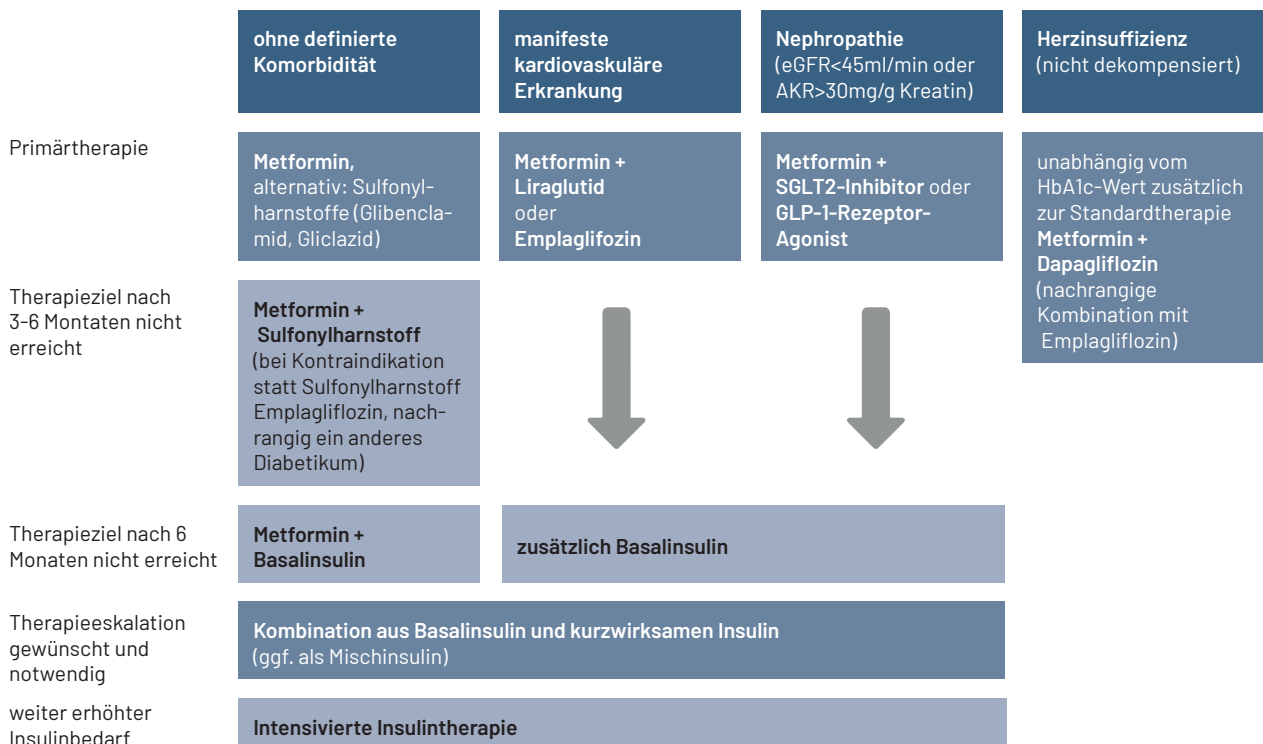 ohne definierte
Komorbidität
manifeste
kardiovaskuläre
Erkrankung
Nephropathie
(eGFR<45ml/min oder
AKR>30mg/g Kreatin)
Herzinsuffizienz
(nicht dekompensiert)
Primärtherapie
Metformin,
alternativ: Sulfonyl-
harnstoffe (Glibencla-
mid, Gliclazid)
Metformin +
Liraglutid
oder
Emplaglifozin
Metformin +
SGLT2-Inhibitor oder
GLP-1-Rezeptor-
Agonist
unabhängig vom
HbA1c-Wert zusätzlich
zur Standardtherapie
Metformin +
Dapagliflozin
(nachrangige
Kombination mit
Emplagliflozin)
Therapieziel nach
3-6 Montaten nicht
erreicht
Metformin +
Sulfonylharnstoff
(bei Kontraindikation
statt Sulfonylharnstoff
Emplagliflozin, nach-
rangig ein anderes
Diabetikum)
Therapieziel nach 6
Monaten nicht erreicht
Metformin +
Basalinsulin
zusätzlich Basalinsulin
Therapieeskalation
gewünscht und
notwendig
Kombination aus Basalinsulin und kurzwirksamen Insulin
(ggf. als Mischinsulin)
weiter erhöhter
Insulinbedarf
Intensivierte Insulintherapie